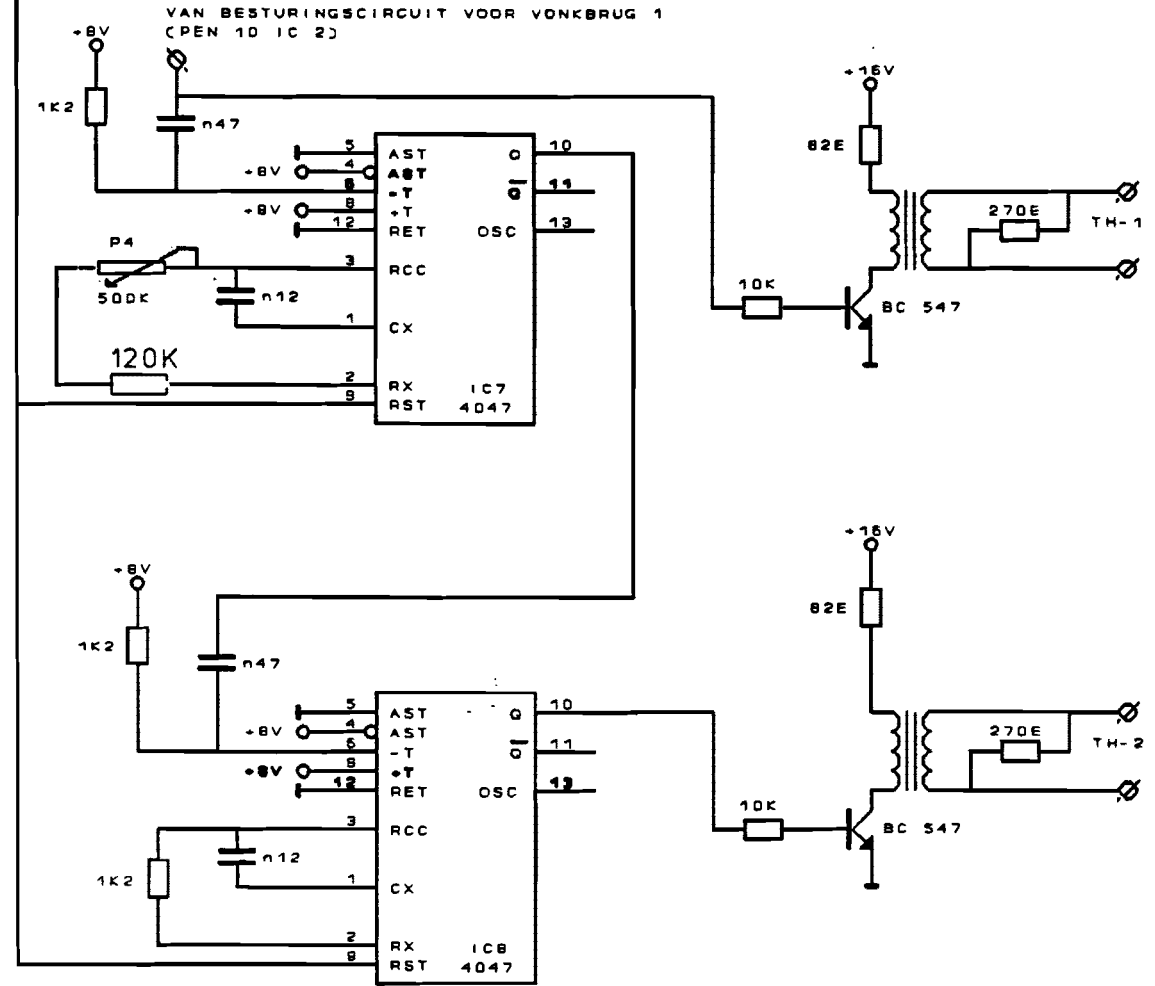 VAN BESTURINGSCIRCUIT VOOR VONKBRUG 1
(PEN 10 IC 2)
+8V
1K2
n47
+16V
82E
270E
TH-1
10K
BC 547
5 AST
+8V 4 AST
6 -T
+8V 8 +T
12 RET
3 RCC
1 CX
2 RX
9 RST
Q 10
Q 11
OSC 13
IC7
4047
P4
500K
n12
120K
+8V
1K2
n47
+16V
82E
270E
TH-2
10K
BC 547
5 AST
+8V 4 AST
6 -T
+8V 8 +T
12 RET
3 RCC
1 CX
2 RX
9 RST
Q 10
Q 11
OSC 13
IC8
4047
n12
1K2